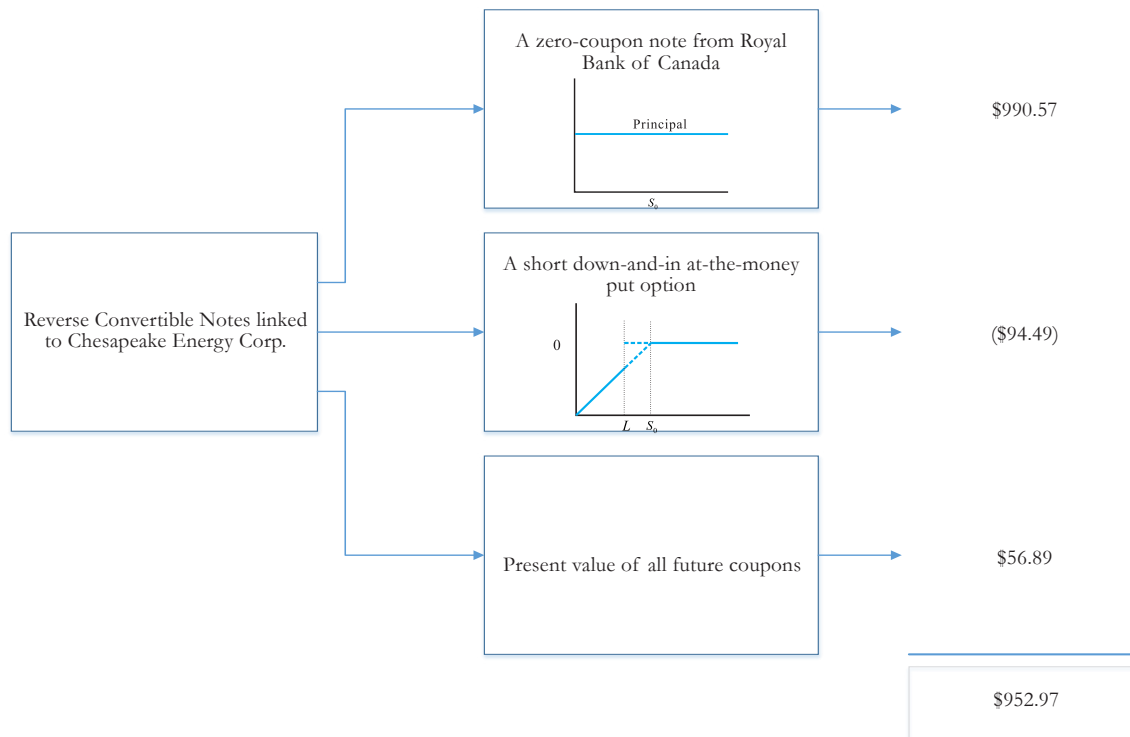 A zero-coupon note from Royal
Bank of Canada
Principal
S₀
$990.57
Reverse Convertible Notes linked
to Chesapeake Energy Corp.
A short down-and-in at-the-money
put option
0
L S₀
($94.49)
Present value of all future coupons
$56.89
$952.97